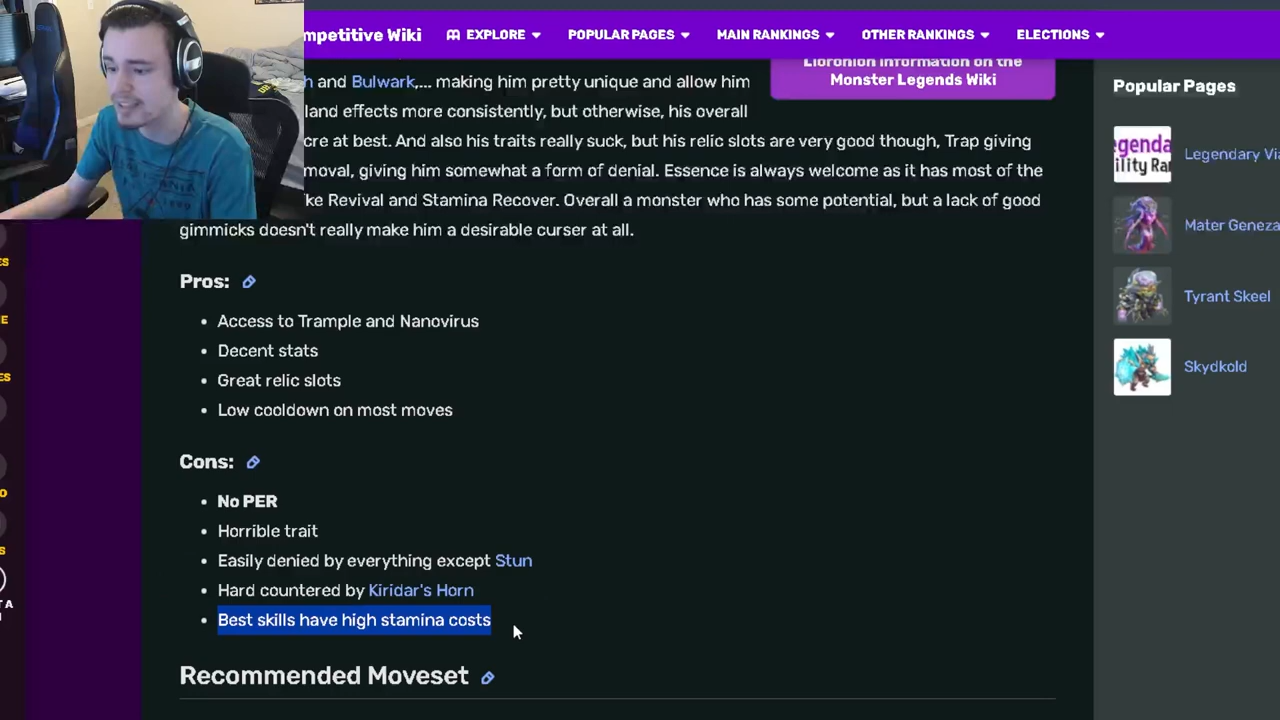 mpetitive Wiki EXPLORE POPULAR PAGES MAIN RANKINGS OTHER RANKINGS ELECTIONS
and Bulwark,... making him pretty unique and allow him
land effects more consistently, but otherwise, his overall
cre at best. And also his traits really suck, but his relic slots are very good though, Trap giving
moval, giving him somewhat a form of denial. Essence is always welcome as it has most of the
ke Revival and Stamina Recover. Overall a monster who has some potential, but a lack of good
gimmicks doesn't really make him a desirable curser at all.
information on the
Monster Legends Wiki
Pros:
• Access to Trample and Nanovirus
• Decent stats
• Great relic slots
• Low cooldown on most moves
Cons:
• No PER
• Horrible trait
• Easily denied by everything except Stun
• Hard countered by Kiridar's Horn
• Best skills have high stamina costs
Recommended Moveset
Popular Pages
Legendary Vi
Mater Geneza
Tyrant Skeel
Skydkold